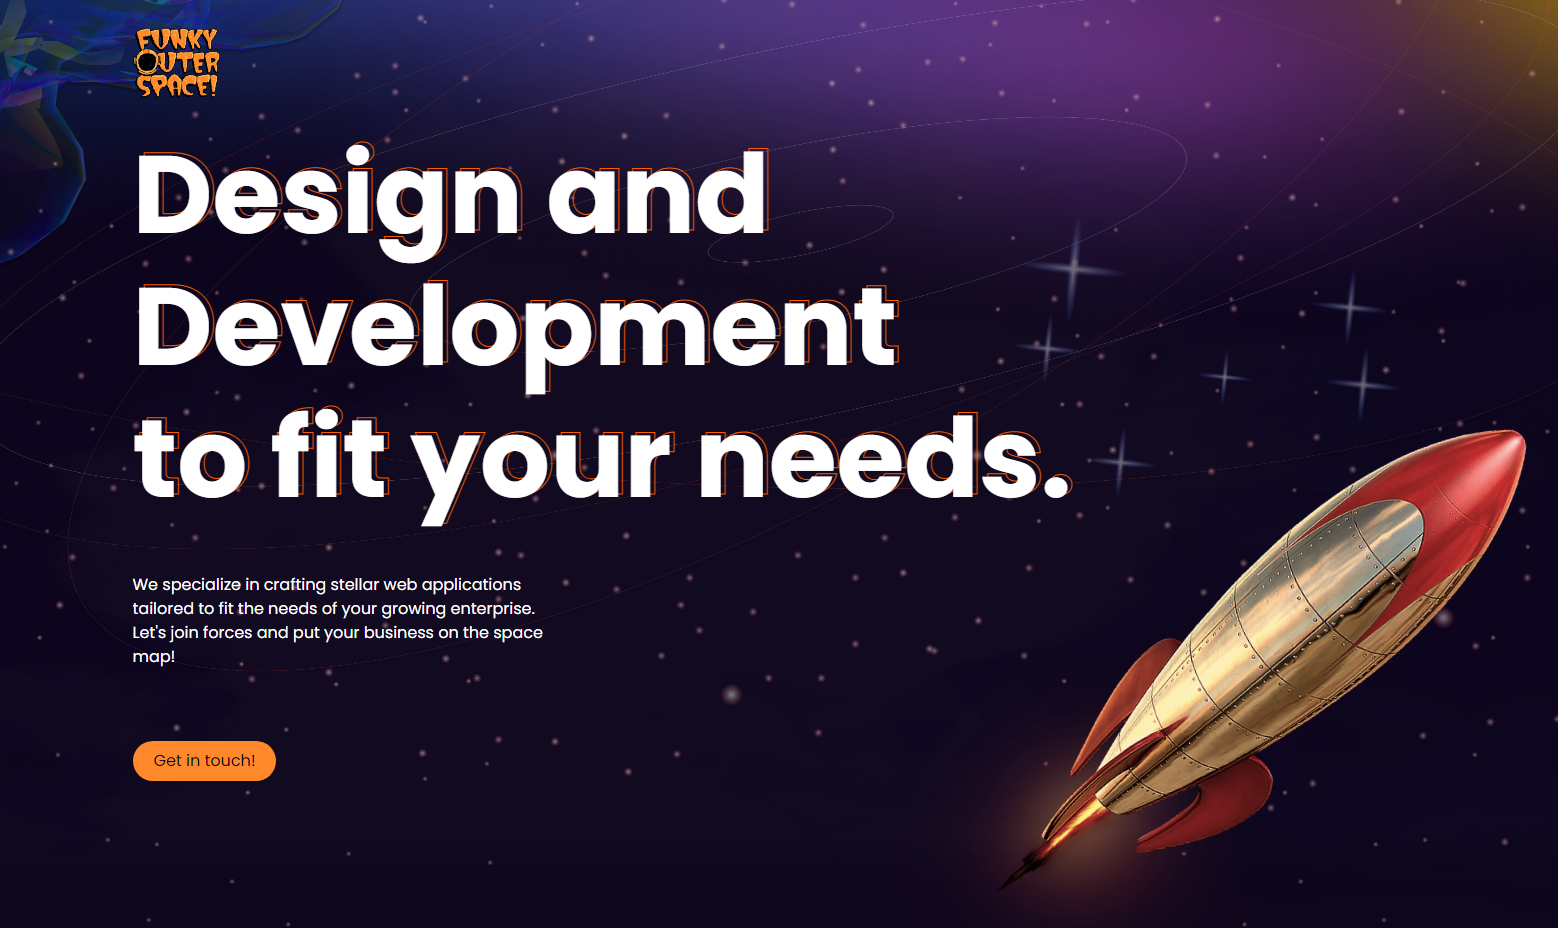 FUNKY
OUTER
SPACE!
Design and
Development
to fit your needs.
We specialize in crafting stellar web applications
tailored to fit the needs of your growing enterprise.
Let's join forces and put your business on the space
map!
Get in touch!